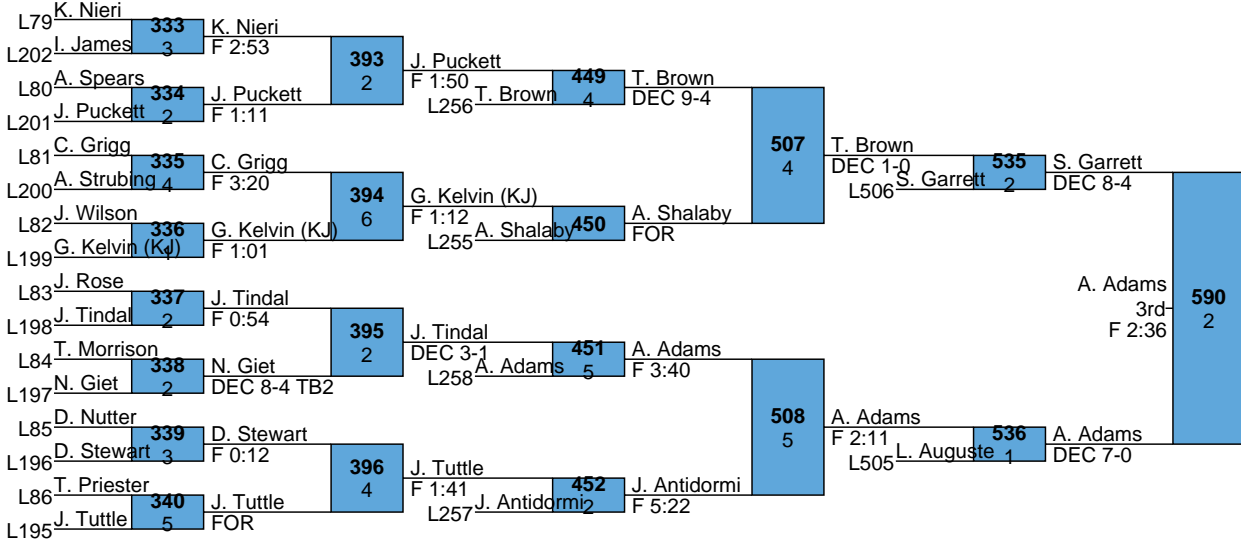 K. Nieri
L79
333
K. Nieri
I. James
3
F 2:53
L202
393
J. Puckett
2
F 1:50
A. Spears
L80
334
J. Puckett
J. Puckett
2
F 1:11
L201
449
T. Brown
T. Brown
4
DEC 9-4
L256
C. Grigg
L81
335
C. Grigg
A. Strubing
4
F 3:20
L200
394
G. Kelvin (KJ)
6
F 1:12
J. Wilson
L82
336
G. Kelvin (KJ)
G. Kelvin (KJ)
1
F 1:01
L199
450
A. Shalaby
A. Shalaby
FOR
L255
507
4
T. Brown
DEC 1-0
535
S. Garrett
S. Garrett
2
DEC 8-4
L506
J. Rose
L83
337
J. Tindal
J. Tindal
2
F 0:54
L198
395
J. Tindal
2
DEC 3-1
T. Morrison
L84
338
N. Giet
N. Giet
2
DEC 8-4 TB2
L197
451
A. Adams
A. Adams
5
F 3:40
L258
D. Nutter
L85
339
D. Stewart
D. Stewart
3
F 0:12
L196
396
J. Tuttle
4
F 1:41
T. Priester
L86
340
J. Tuttle
J. Tuttle
5
FOR
L195
452
J. Antidormi
J. Antidormi
2
F 5:22
L257
508
5
A. Adams
F 2:11
536
A. Adams
L. Auguste
1
DEC 7-0
L505
A. Adams
3rd
F 2:36
590
2